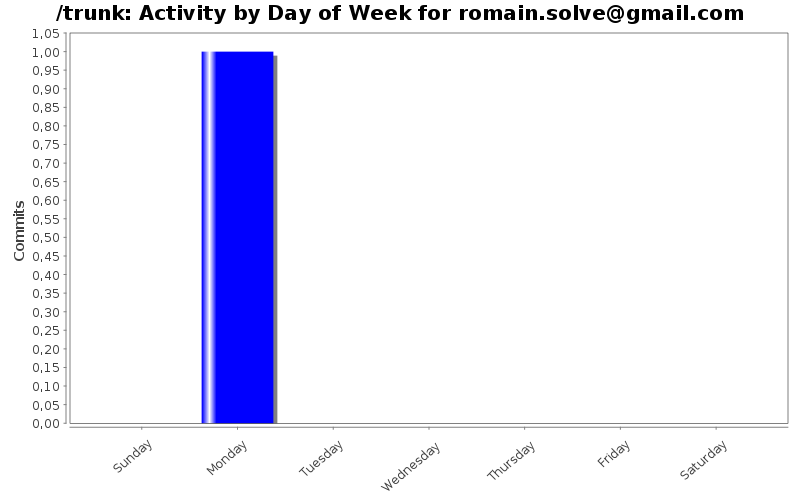 /trunk: Activity by Day of Week for romain.solve@gmail.com
1,05
1,00
0,95
0,90
0,85
0,80
0,75
0,70
0,65
0,60
0,55
0,50
0,45
0,40
0,35
0,30
0,25
0,20
0,15
0,10
0,05
0,00
Commits
Sunday
Monday
Tuesday
Wednesday
Thursday
Friday
Saturday